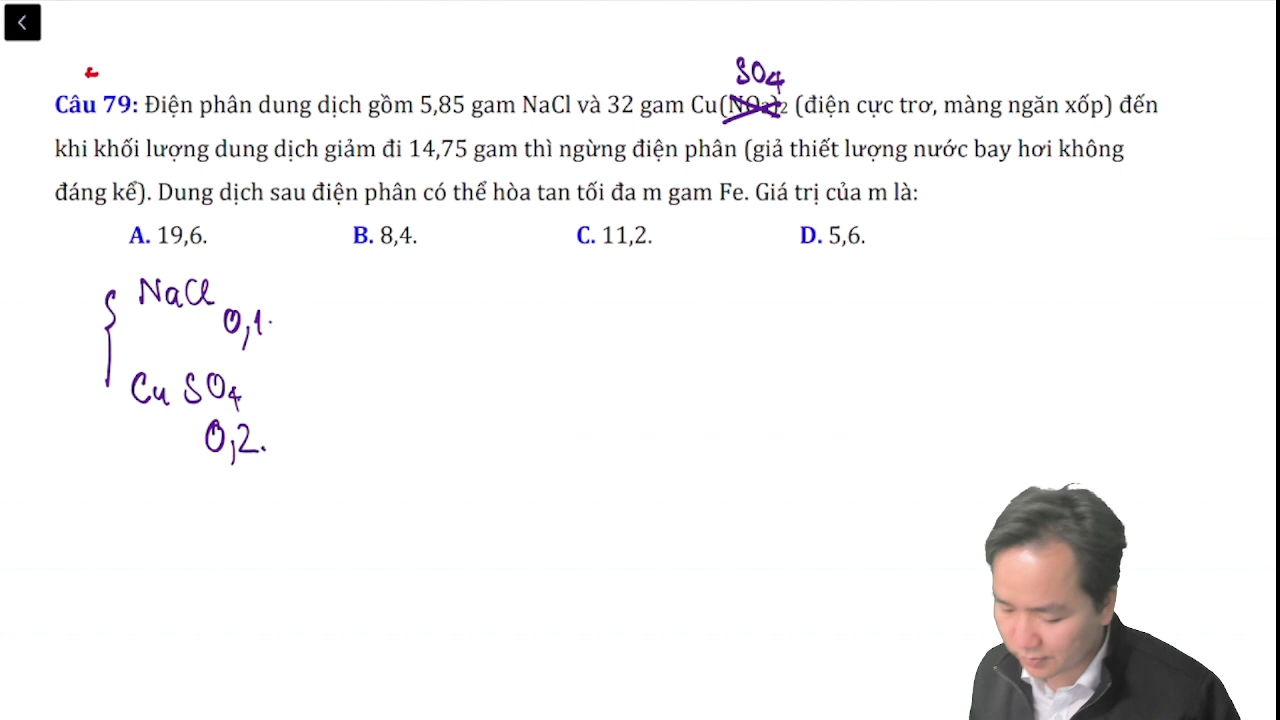 SO4
Câu 79: Điện phân dung dịch gồm 5,85 gam NaCl và 32 gam Cu(NO3)2 (điện cực trơ, màng ngăn xốp) đến
khi khối lượng dung dịch giảm đi 14,75 gam thì ngừng điện phân (giả thiết lượng nước bay hơi không
đáng kể). Dung dịch sau điện phân có thể hòa tan tối đa m gam Fe. Giá trị của m là:
A. 19,6. B. 8,4. C. 11,2. D. 5,6.
NaCl
0,1.
CuSO4
0,2.